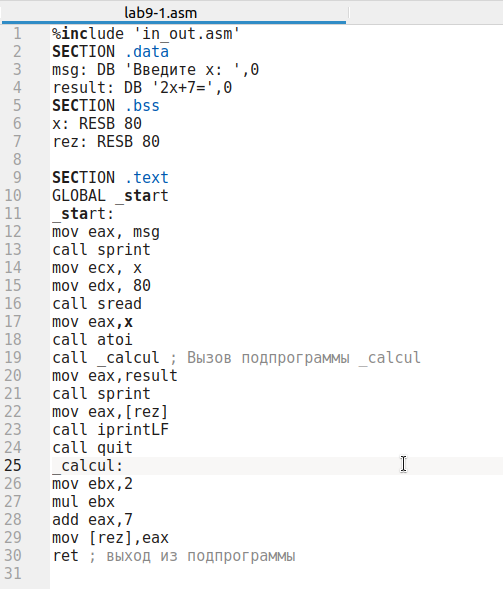 lab9-1.asm
1 %include 'in_out.asm'
2 SECTION .data
3 msg: DB 'Введите x: ',0
4 result: DB '2x+7=',0
5 SECTION .bss
6 x: RESB 80
7 rez: RESB 80
8
9 SECTION .text
10 GLOBAL _start
11 _start:
12 mov eax, msg
13 call sprint
14 mov ecx, x
15 mov edx, 80
16 call sread
17 mov eax,x
18 call atoi
19 call _calcul ; Вызов подпрограммы _calcul
20 mov eax,result
21 call sprint
22 mov eax,[rez]
23 call iprintLF
24 call quit
25 _calcul:
26 mov ebx,2
27 mul ebx
28 add eax,7
29 mov [rez],eax
30 ret ; выход из подпрограммы
31